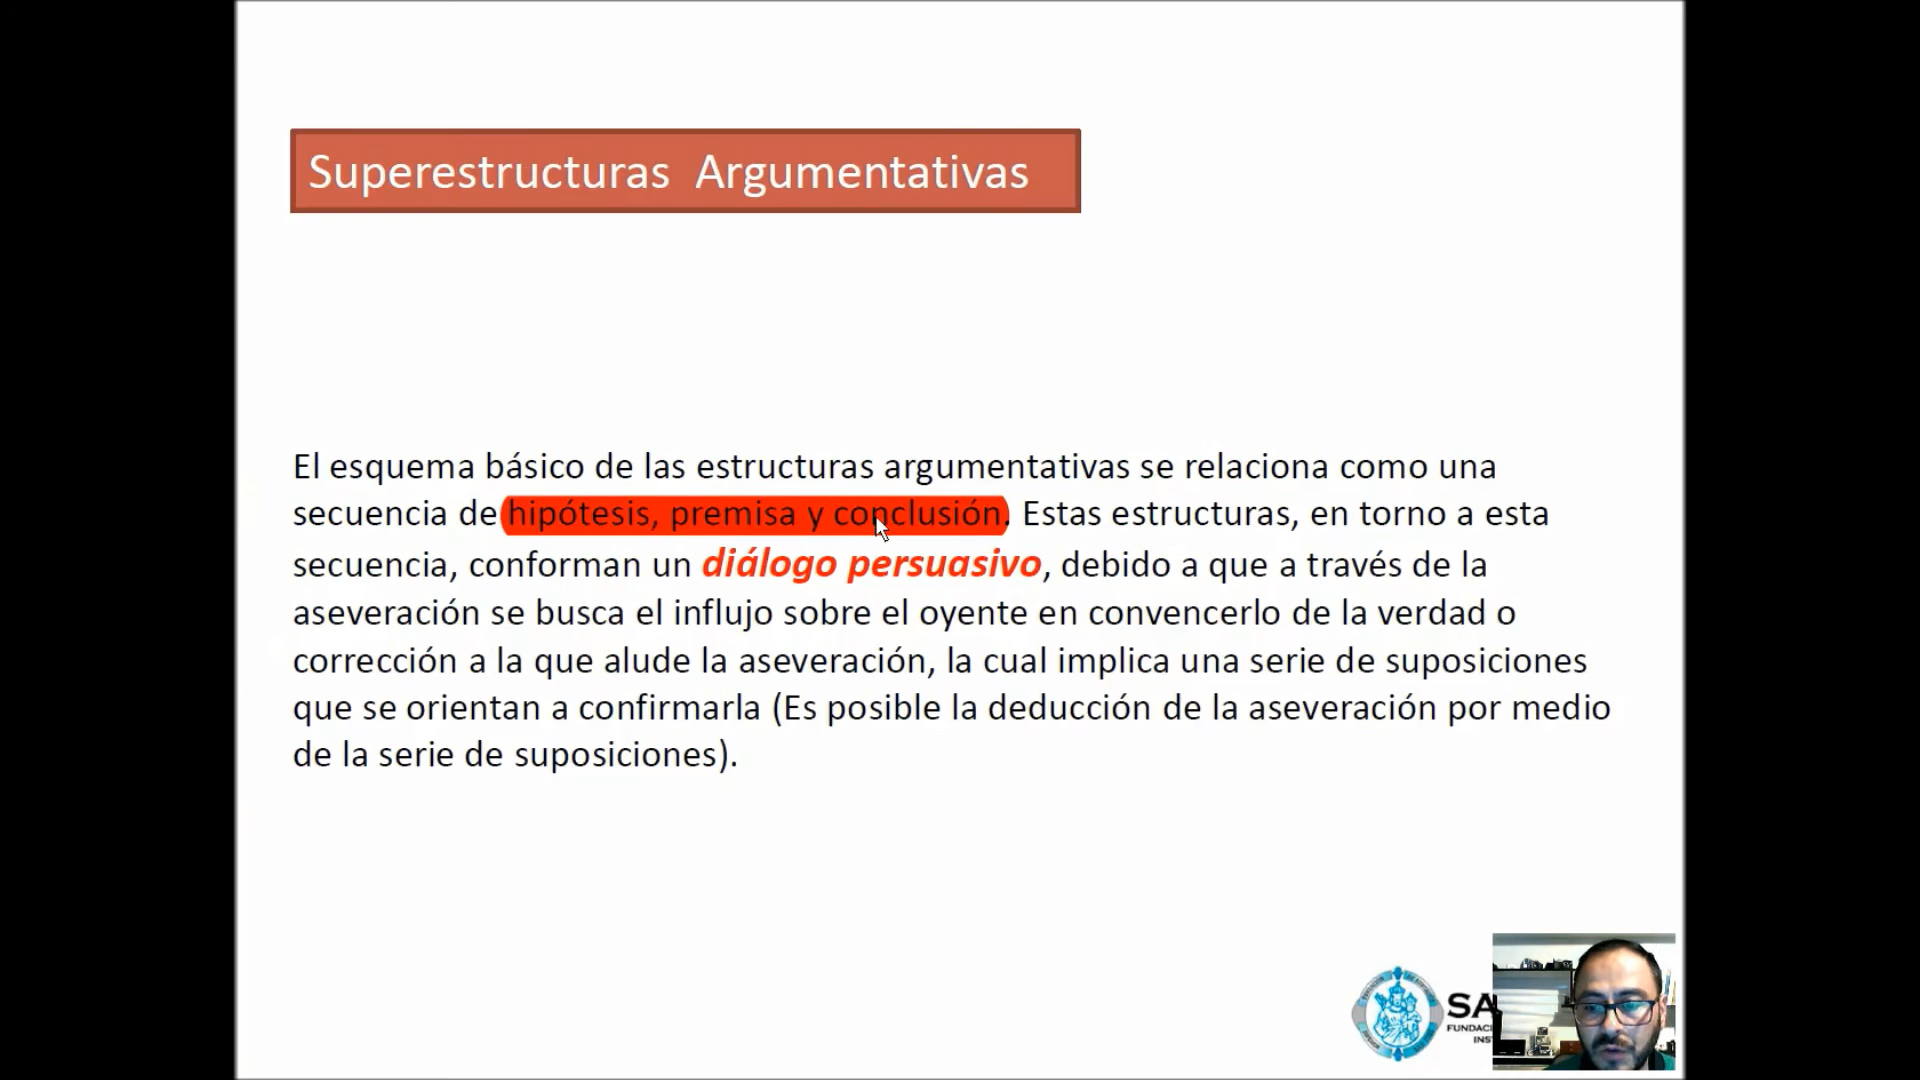 Superestructuras Argumentativas
El esquema básico de las estructuras argumentativas se relaciona como una
secuencia de hipótesis, premisa y conclusión. Estas estructuras, en torno a esta
secuencia, conforman un diálogo persuasivo, debido a que a través de la
aseveración se busca el influjo sobre el oyente en convencerlo de la verdad o
corrección a la que alude la aseveración, la cual implica una serie de suposiciones
que se orientan a confirmarla (Es posible la deducción de la aseveración por medio
de la serie de suposiciones).